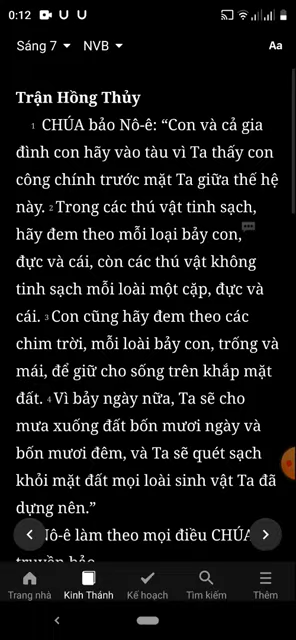 0:12
Sáng 7 NVB Aa
Trận Hồng Thủy
1 CHÚA bảo Nô-ê: “Con và cả gia
đình con hãy vào tàu vì Ta thấy con
công chính trước mặt Ta giữa thế hệ
này. 2 Trong các thú vật tinh sạch,
hãy đem theo mỗi loại bảy con,
đực và cái, còn các thú vật không
tinh sạch mỗi loài một cặp, đực và
cái. 3 Con cũng hãy đem theo các
chim trời, mỗi loài bảy con, trống và
mái, để giữ cho sống trên khắp mặt
đất. 4 Vì bảy ngày nữa, Ta sẽ cho
mưa xuống đất bốn mươi ngày và
bốn mươi đêm, và Ta sẽ quét sạch
khỏi mặt đất mọi loài sinh vật Ta đã
dựng nên.”
Nô-ê làm theo mọi điều CHÚA
truyền bảo
Trang nhà Kinh Thánh Kế hoạch Tìm kiếm Thêm